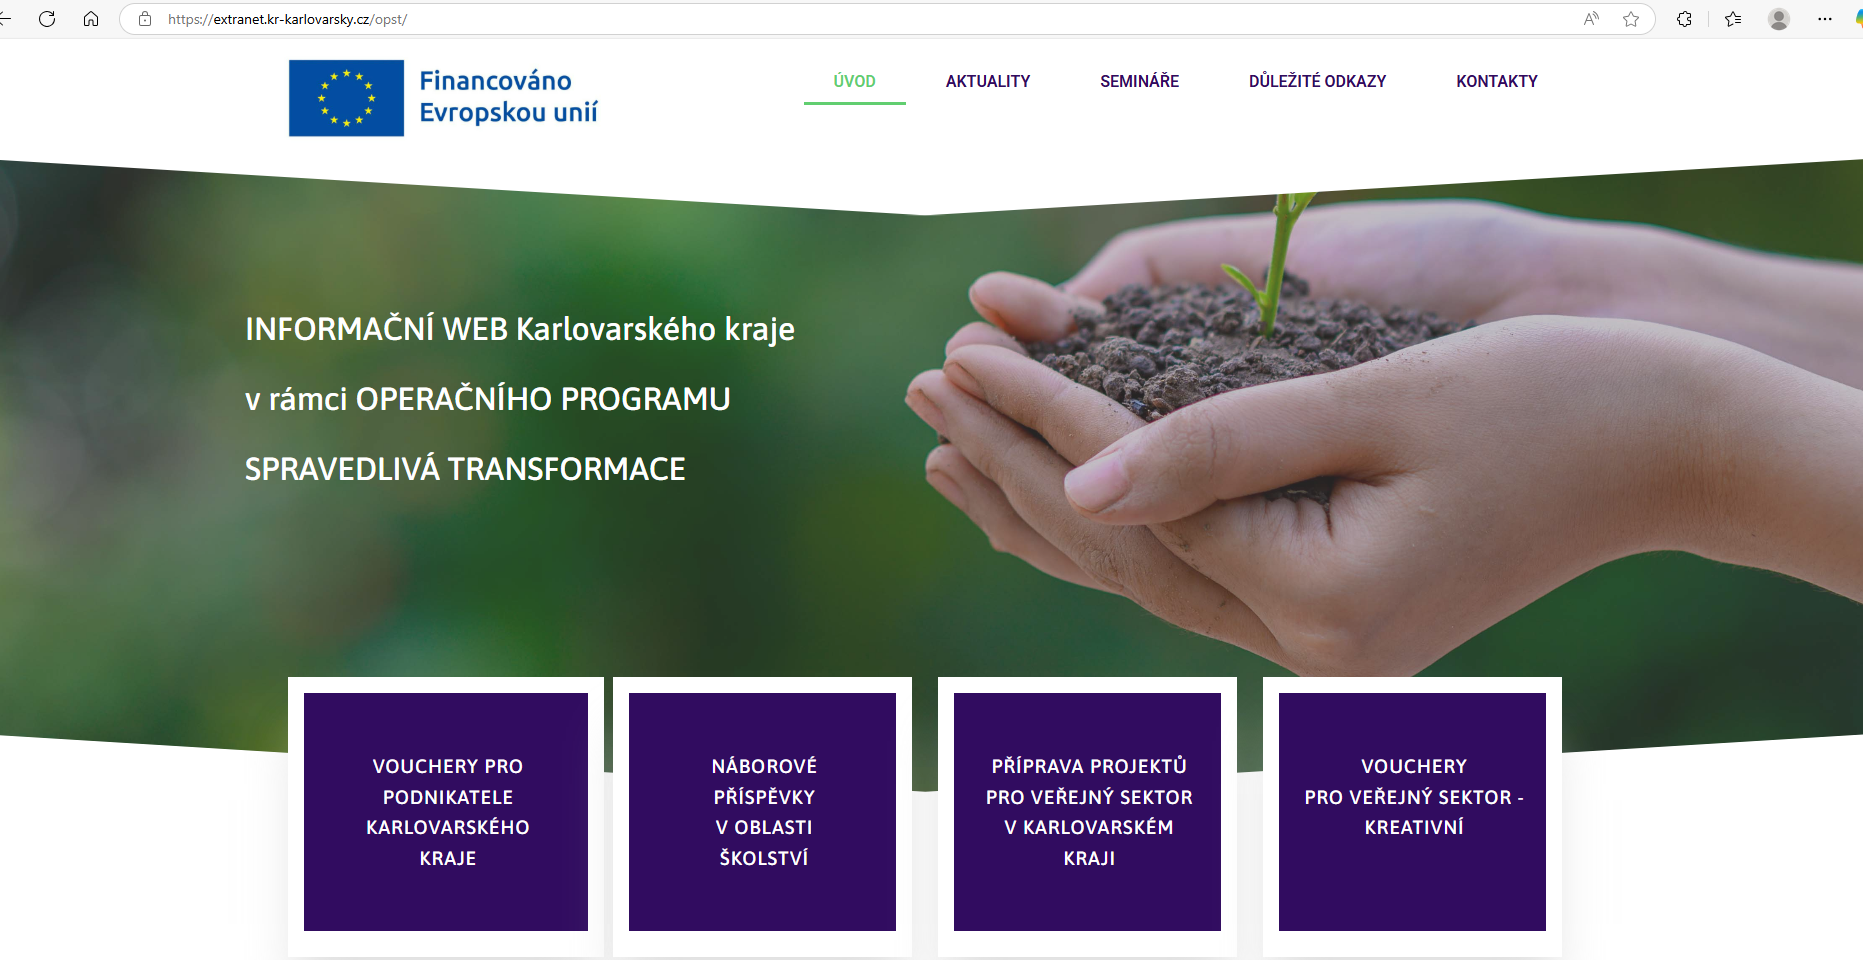 https://extranet.kr-karlovarsky.cz/opst/
Financováno
Evropskou unií
ÚVOD
AKTUALITY
SEMINÁŘE
DŮLEŽITÉ ODKAZY
KONTAKTY
INFORMAČNÍ WEB Karlovarského kraje
v rámci OPERAČNÍHO PROGRAMU
SPRAVEDLIVÁ TRANSFORMACE
VOUCHERY PRO
PODNIKATELE
KARLOVARSKÉHO
KRAJE
NÁBOROVÉ
PŘÍSPĚVKY
V OBLASTI
ŠKOLSTVÍ
PŘÍPRAVA PROJEKTŮ
PRO VEŘEJNÝ SEKTOR
V KARLOVARSKÉM
KRAJI
VOUCHERY
PRO VEŘEJNÝ SEKTOR -
KREATIVNÍ